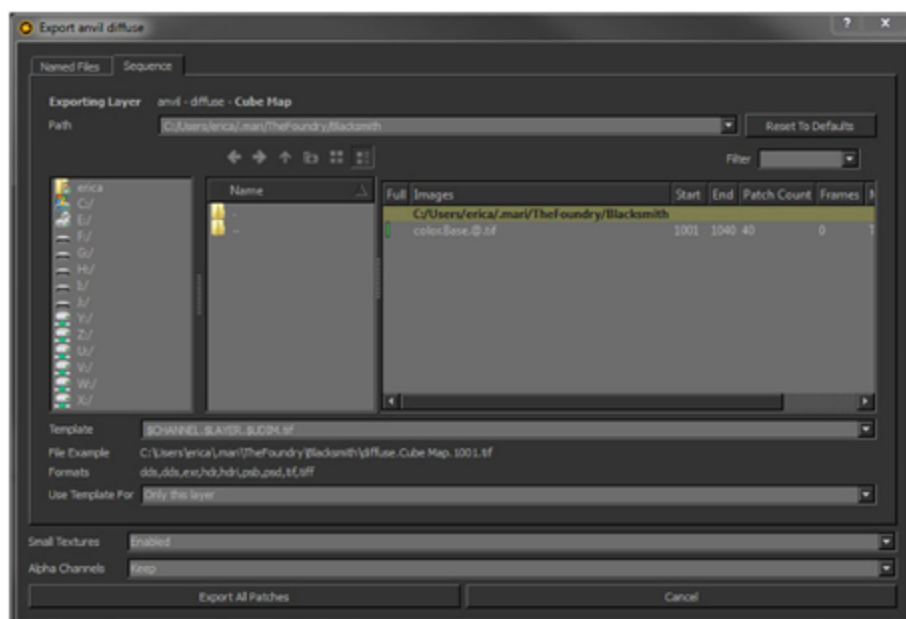 Export anvil diffuse
Named Files Sequence
Exporting Layer anvil - diffuse - Cube Map
Path C:/Users/erica/.mari/TheFoundry/Blacksmith Reset To Defaults
Filter
erica
C:/
E:/
F:/
G:/
H:/
I:/
J:/
Y:/
Z:/
U:/
V:/
W:/
X:/
Name
.
..
Full Images Start End Patch Count Frames
C:/Users/erica/.mari/TheFoundry/Blacksmith
color.Base.@.tif 1001 1040 40 0
Template $CHANNEL.$LAYER.$UDIM.tif
File Example C:\Users\erica\.mari\TheFoundry\Blacksmith\diffuse.Cube Map.1001.tif
Formats dds,dds,exr,hdr,hdri,psb,psd,tif,tiff
Use Template For Only this layer
Small Textures Enabled
Alpha Channels Keep
Export All Patches Cancel